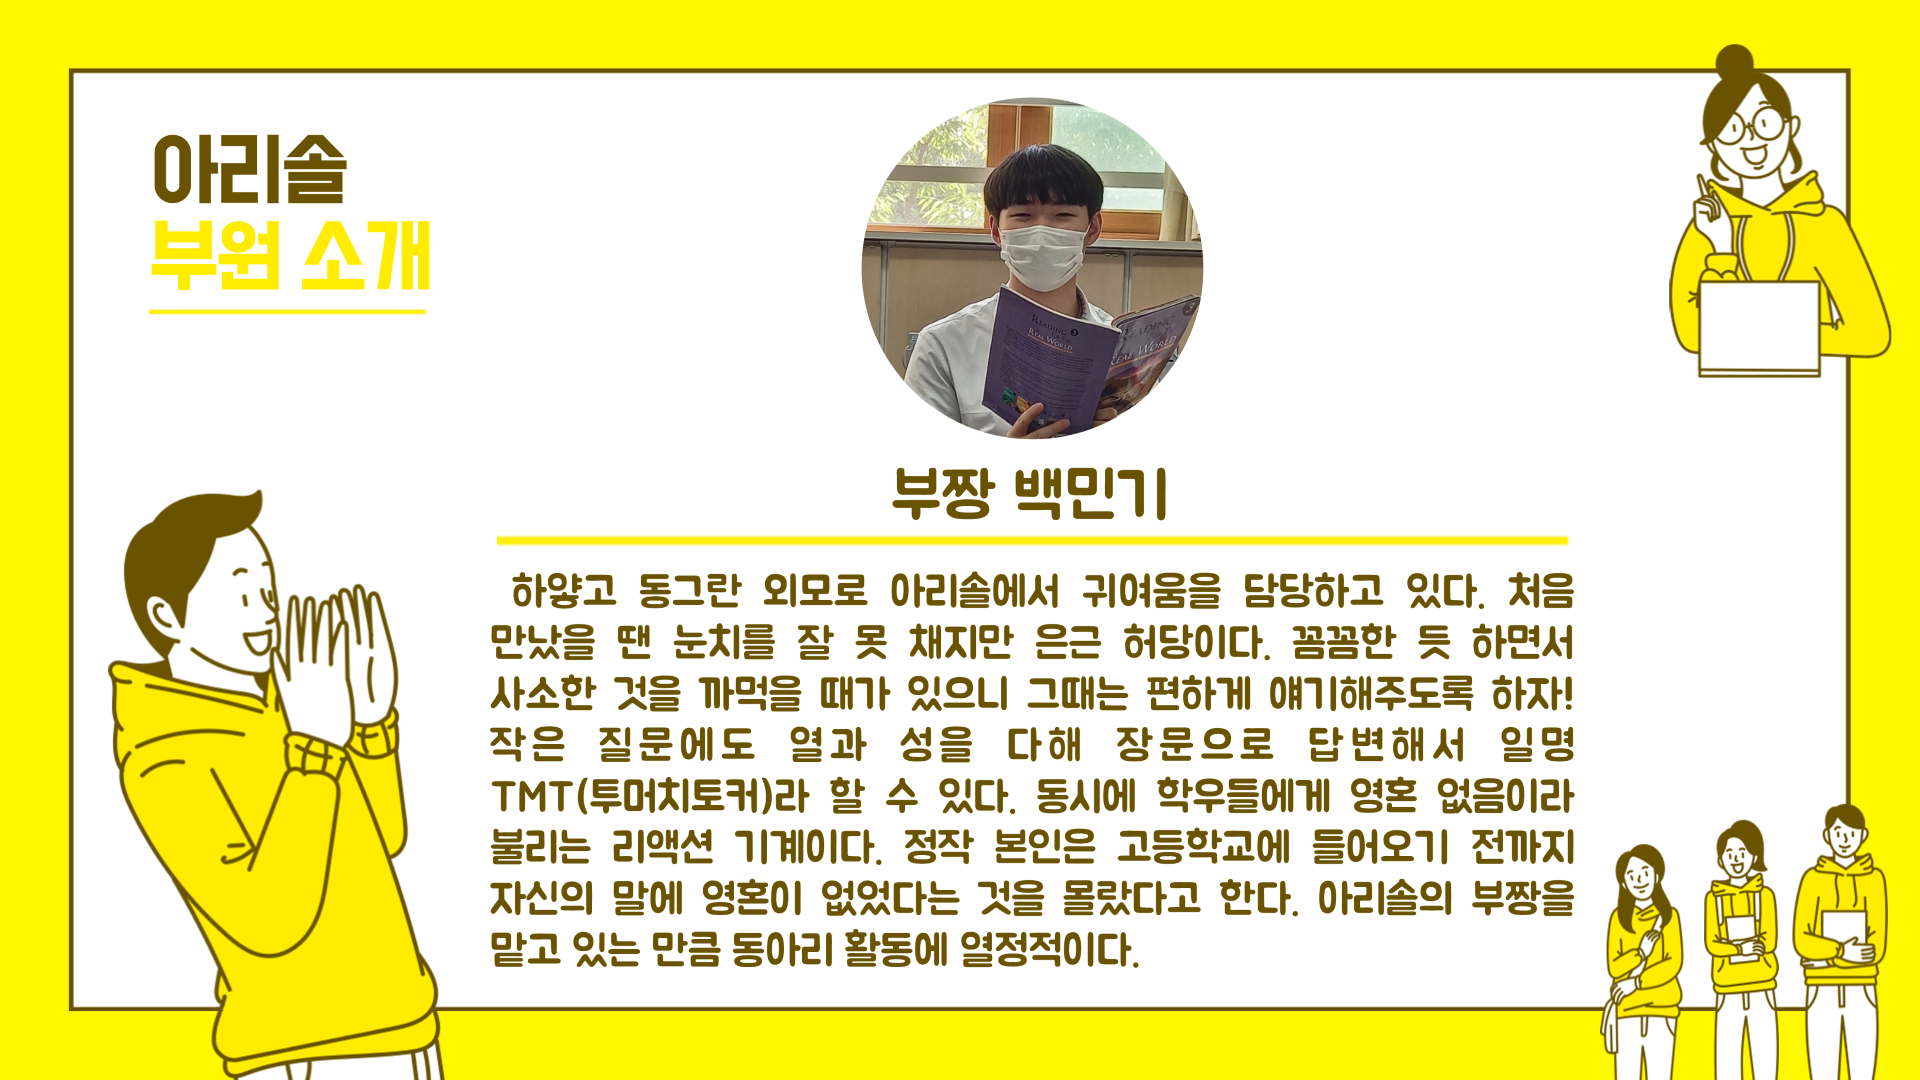 아리솔
부원 소개
READING 3
REAL WORLD
READING
REAL WORLD
부짱 백민기
하얗고 동그란 외모로 아리솔에서 귀여움을 담당하고 있다. 처음
만났을 땐 눈치를 잘 못 채지만 은근 허당이다. 꼼꼼한 듯 하면서
사소한 것을 까먹을 때가 있으니 그때는 편하게 얘기해주도록 하자!
작은 질문에도 열과 성을 다해 장문으로 답변해서 일명
TMT(투머치토커)라 할 수 있다. 동시에 학우들에게 영혼 없음이라
불리는 리액션 기계이다. 정작 본인은 고등학교에 들어오기 전까지
자신의 말에 영혼이 없었다는 것을 몰랐다고 한다. 아리솔의 부짱을
맡고 있는 만큼 동아리 활동에 열정적이다.